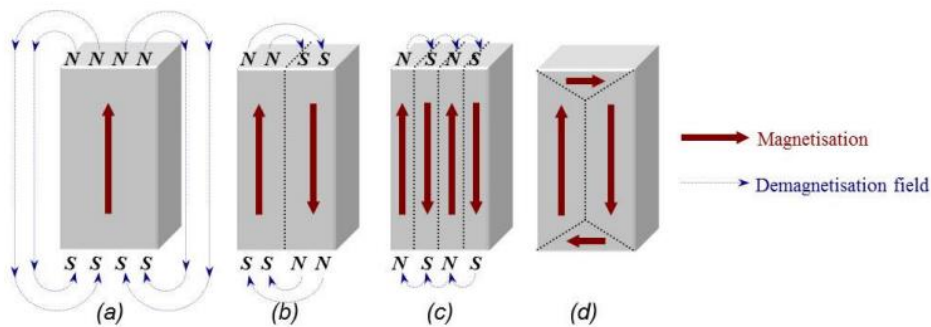 N N N N
N N S S
N S N S
Magnetisation
Demagnetisation field
S S S S
S S N N
N S N S
(a)
(b)
(c)
(d)